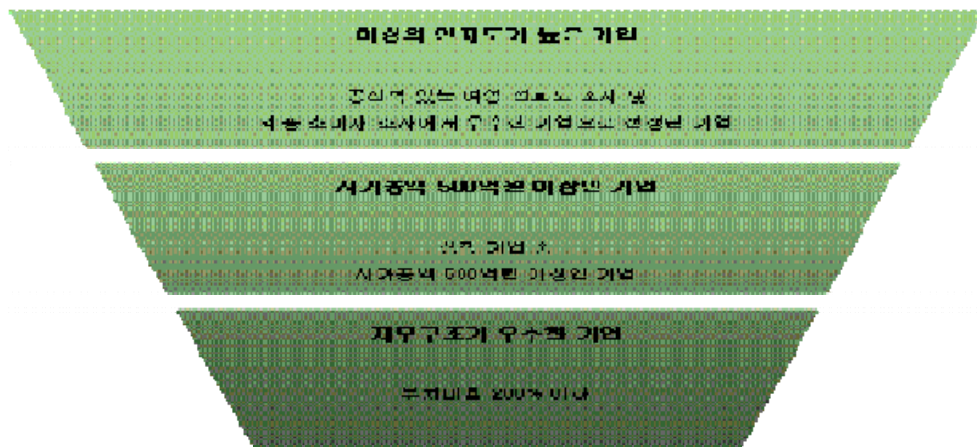 여성의 인지도가 높은 기업
공신력 있는 여성 선호도 조사 및
각종 소비자 조사에서 우수한 기업으로 선정된 기업
시가총액 500억원 이상인 기업
상장 기업 중
시가총액 500억원 이상인 기업
재무구조가 우수한 기업
부채비율 200% 이하